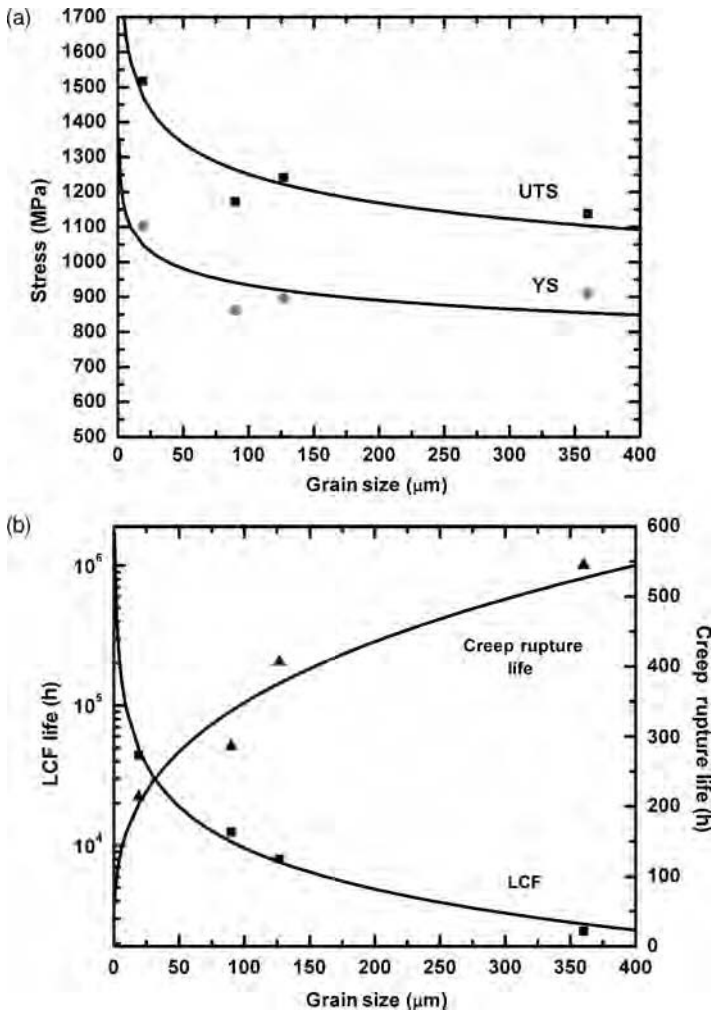 (a)
1700
1600
1500
1400
1300
1200
1100
1000
900
800
700
600
500
Stress (MPa)
UTS
YS
0 50 100 150 200 250 300 350 400
Grain size (μm)
(b)
10⁶
10⁵
10⁴
LCF life (h)
600
500
400
300
200
100
0
Creep rupture life (h)
Creep rupture
life
LCF
0 50 100 150 200 250 300 350 400
Grain size (μm)